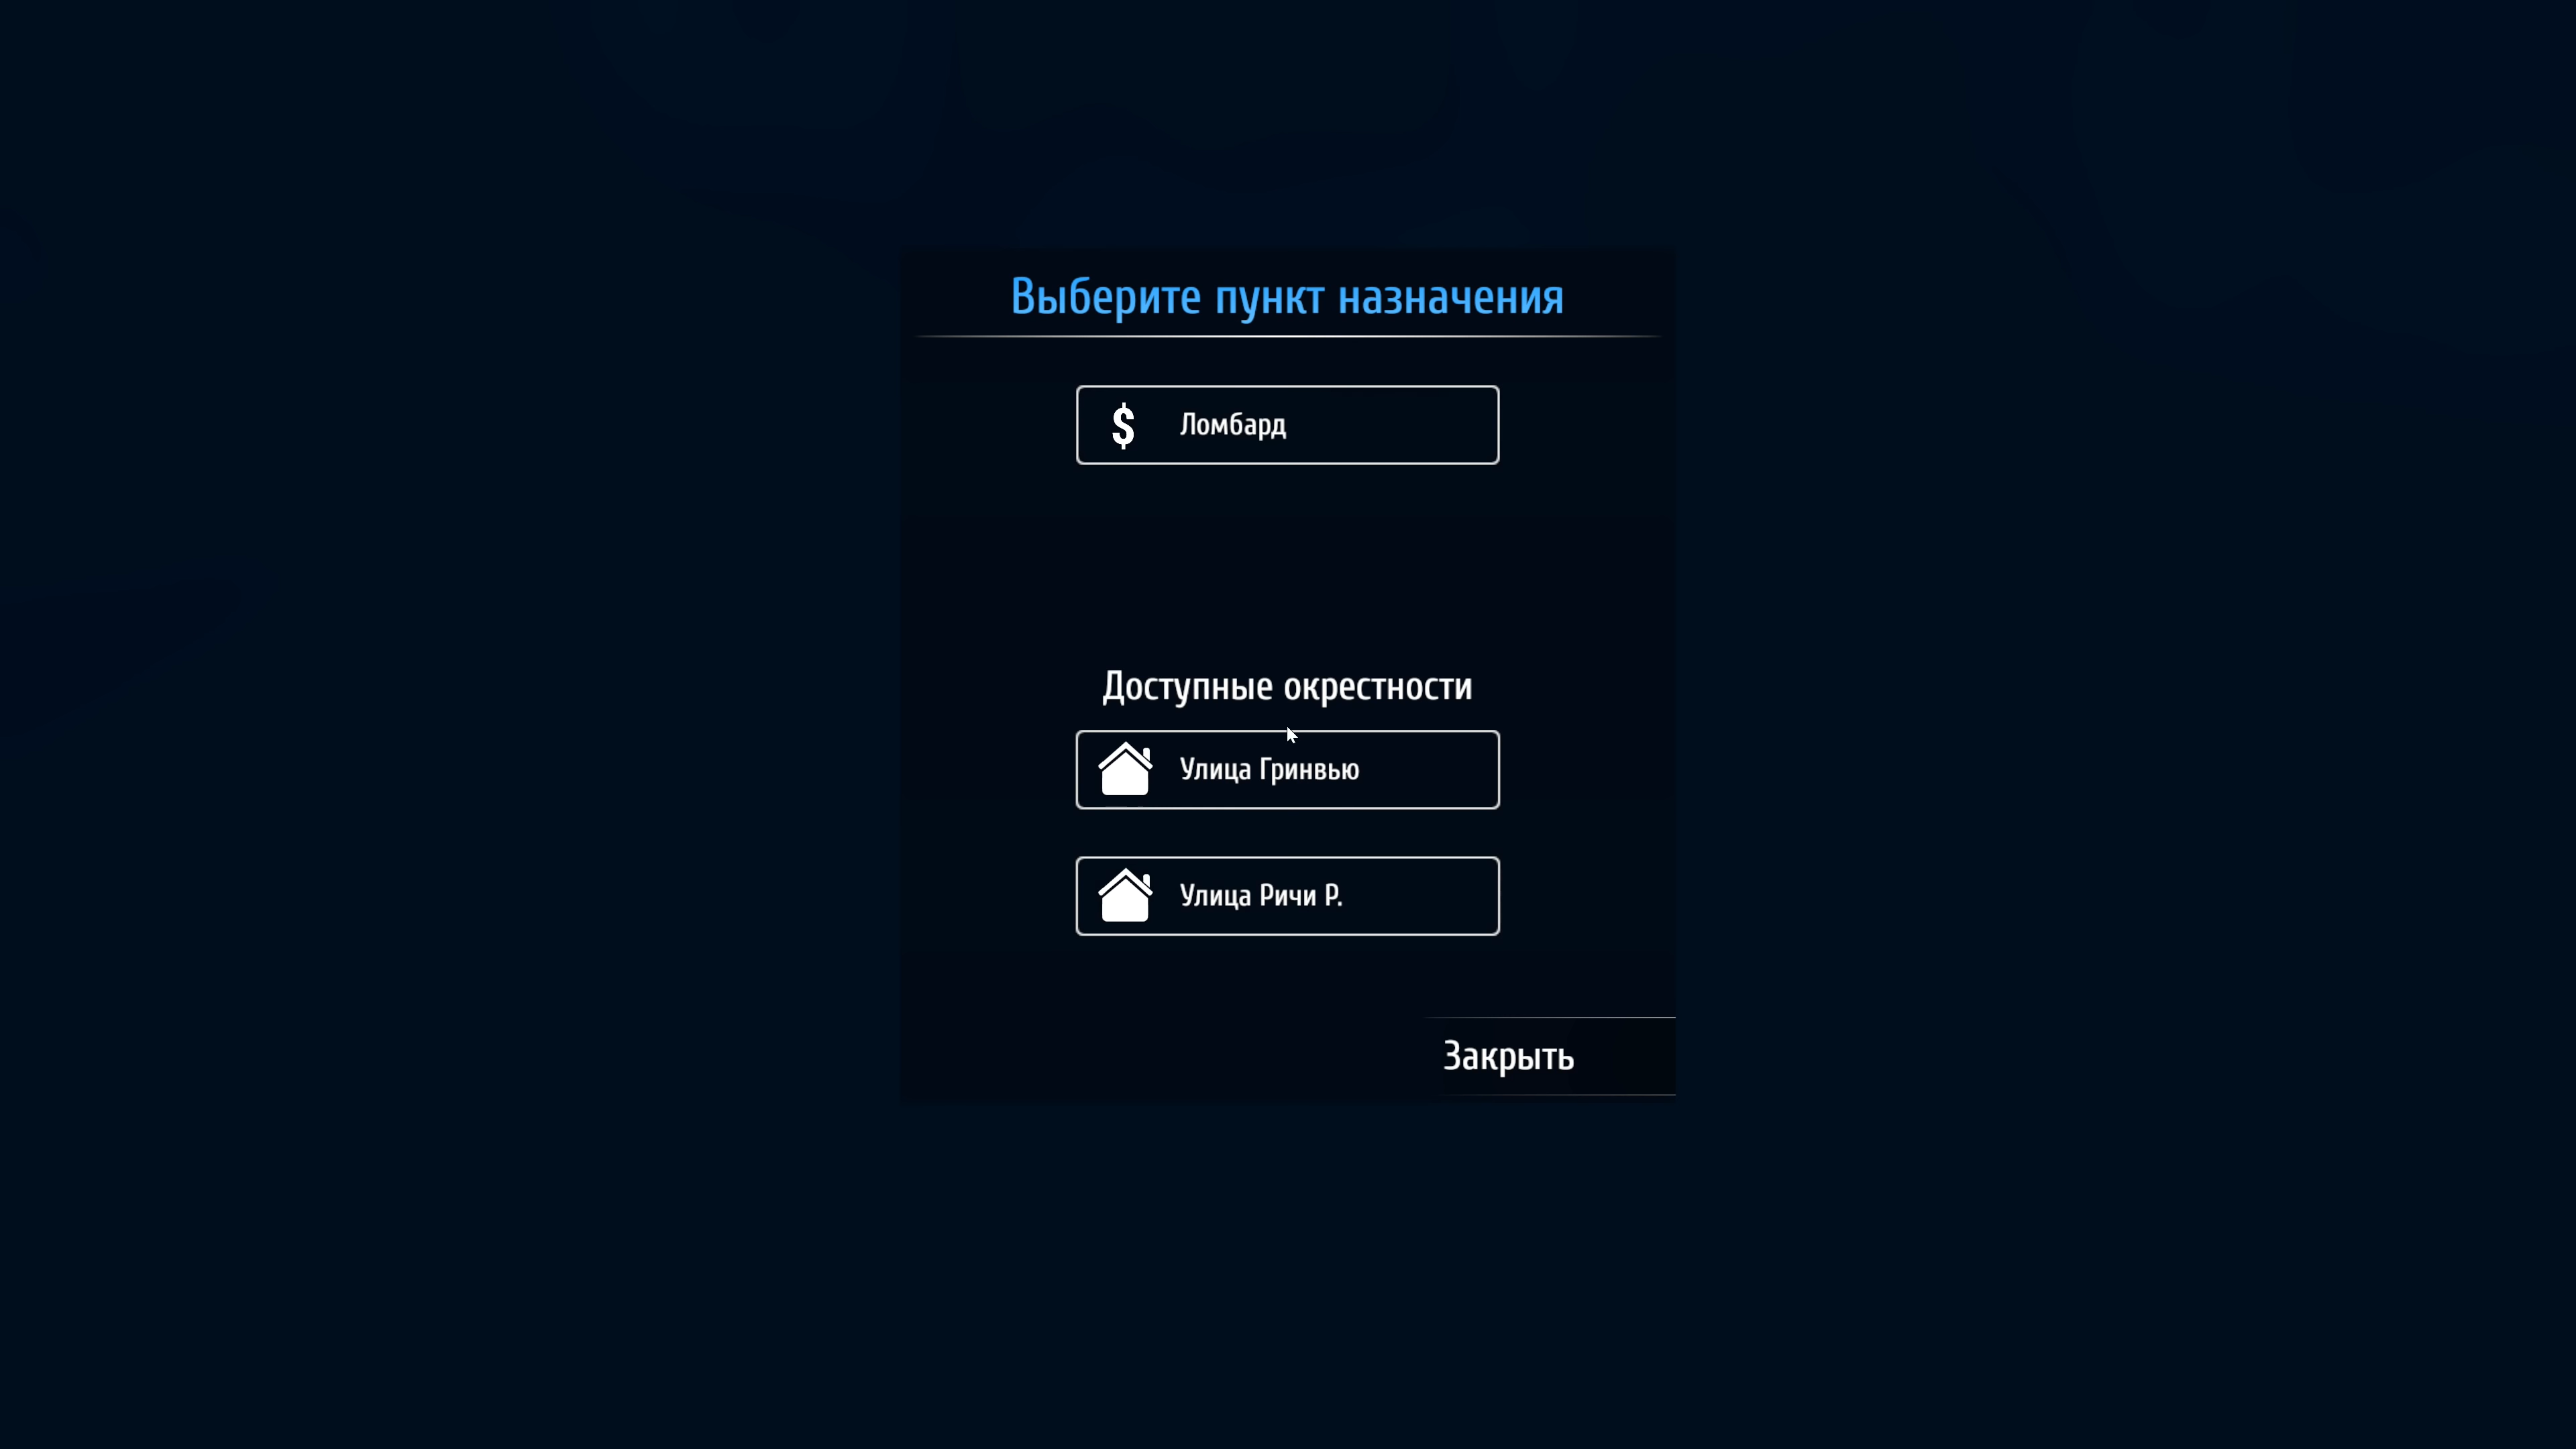 Выберите пункт назначения
$ Ломбард
Доступные окрестности
Улица Гринвью
Улица Ричи Р.
Закрыть